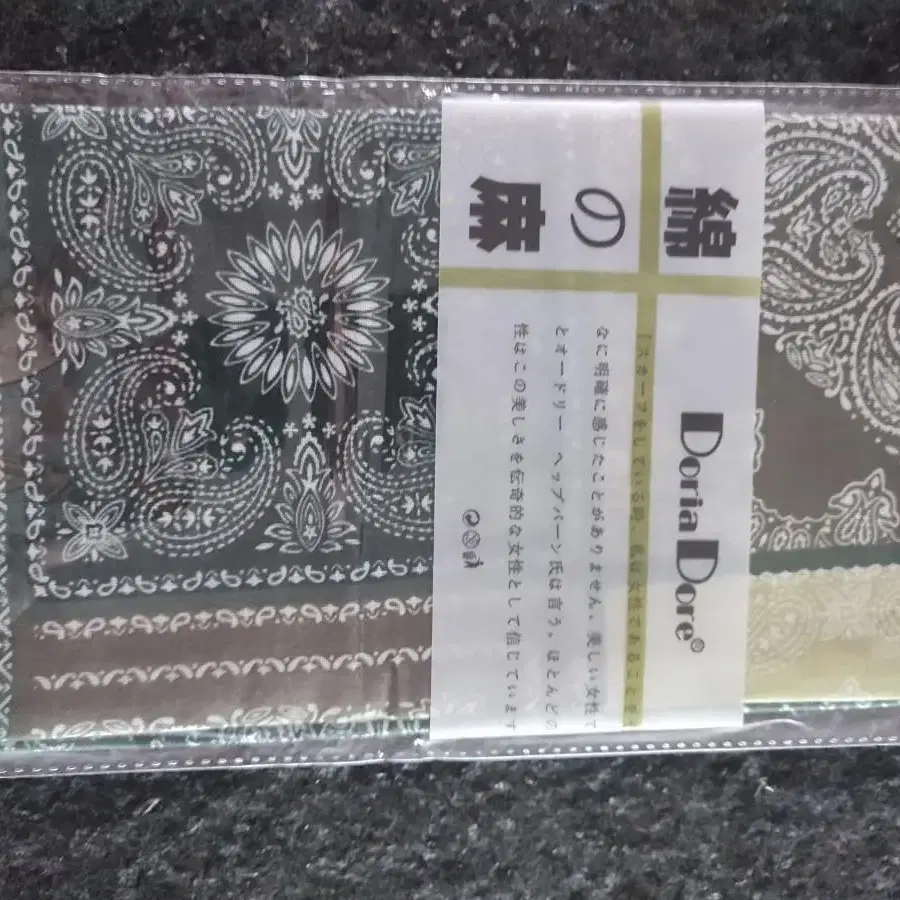 綿
の
麻
Doria Dore®
「スカーフをしている時、私は女性であること
なに明確に感じたことがありません、美しい女性で
とオードリー ヘップバーン氏は言う。ほとんどの
性はこの美しさを伝奇的な女性として信じています